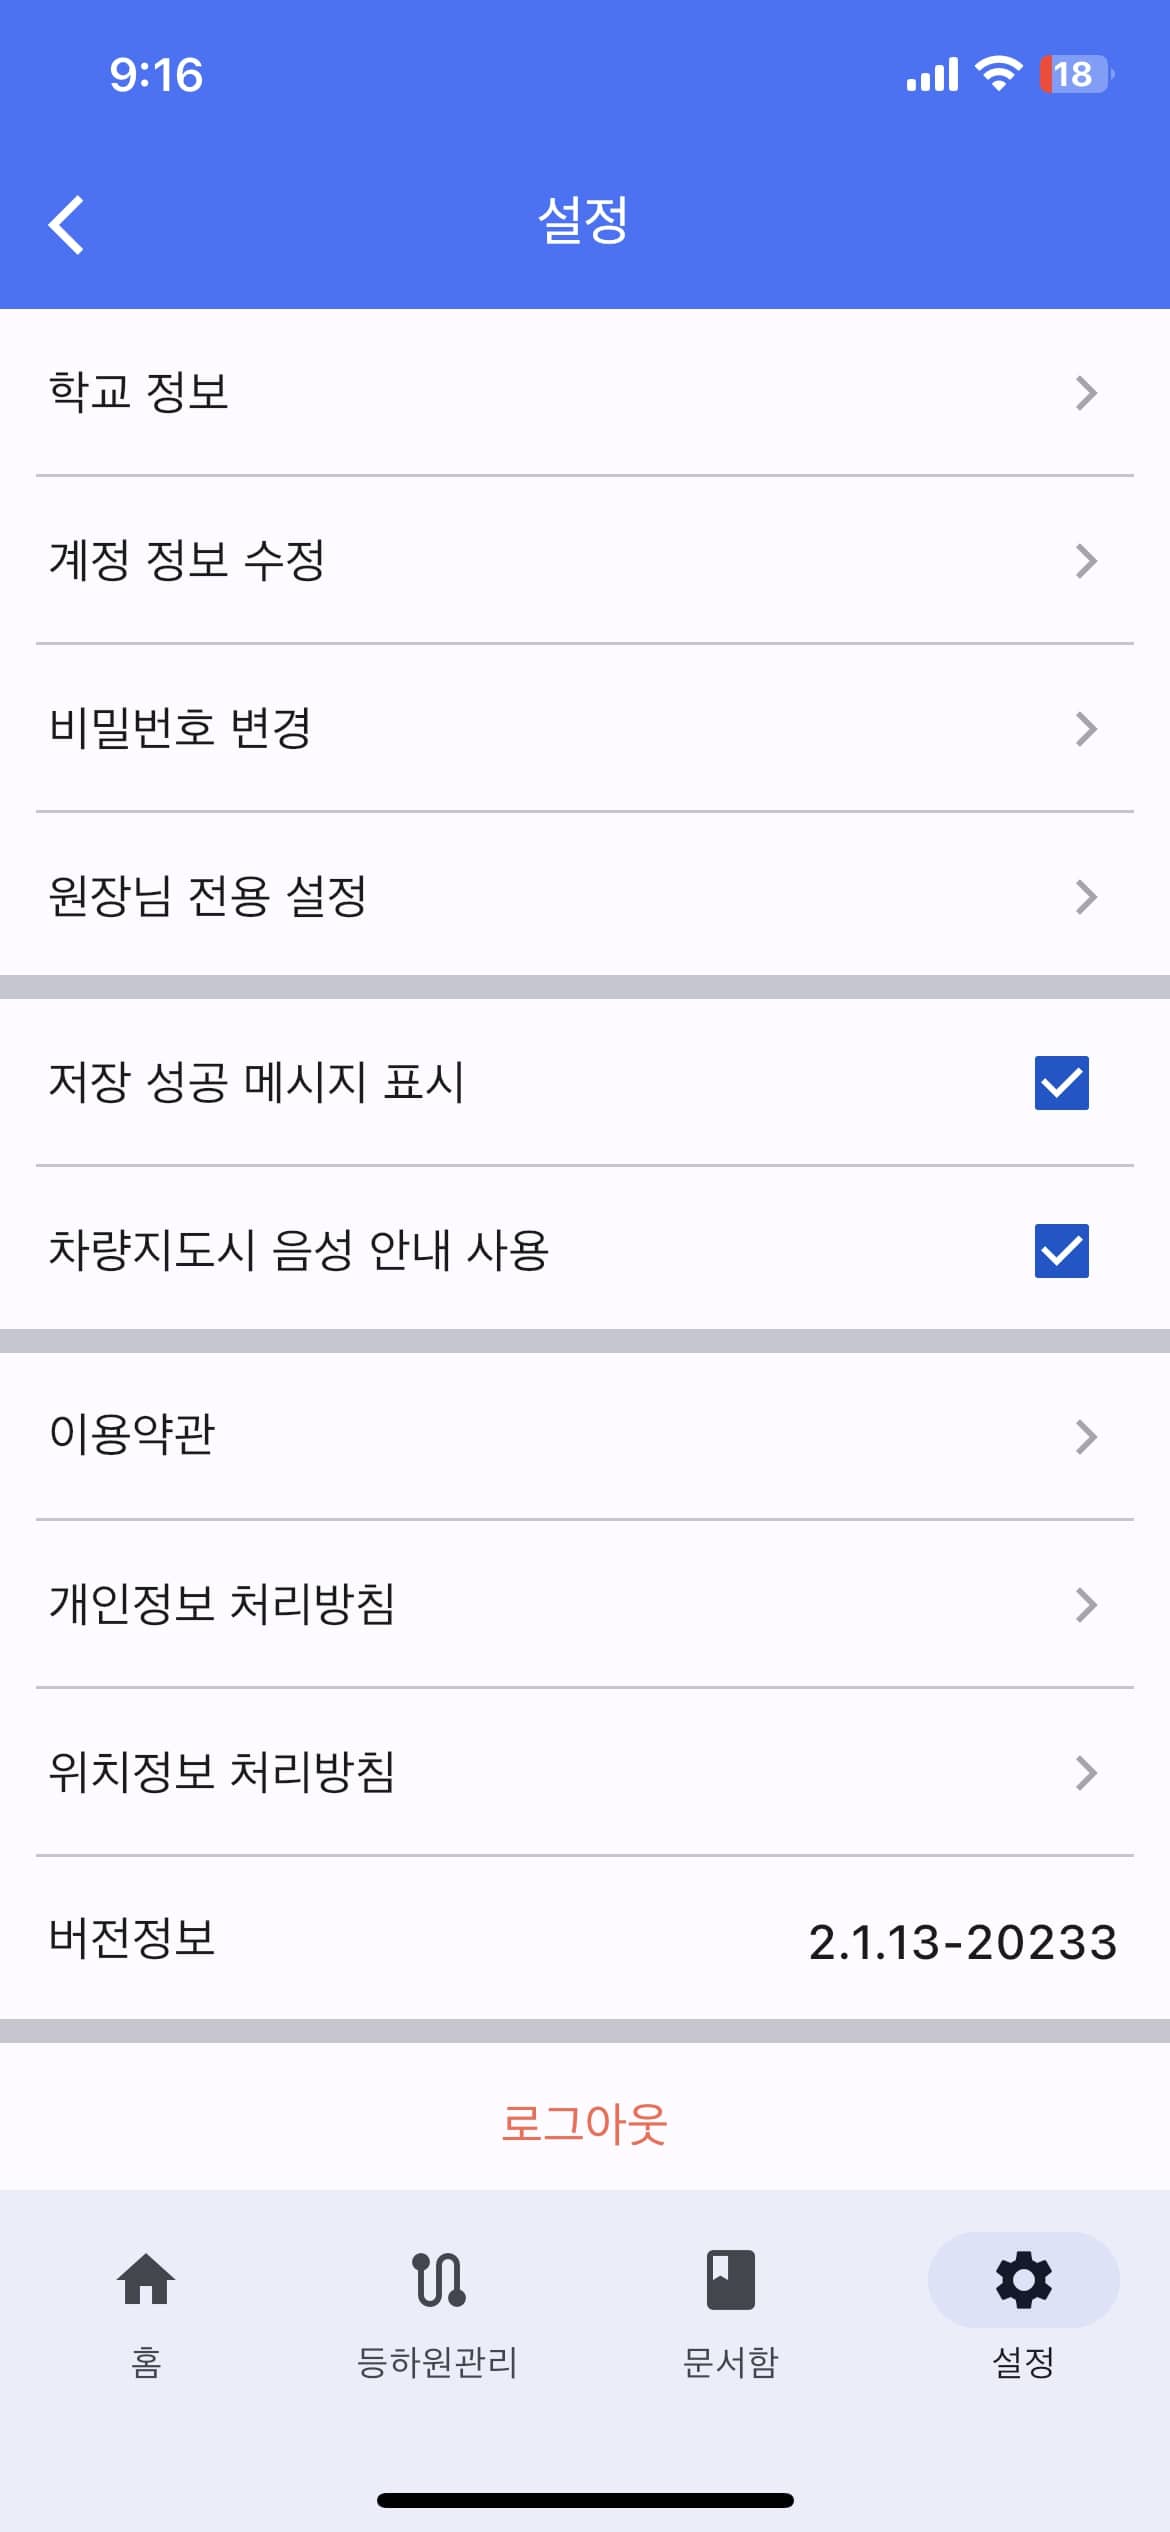 9:16
18
설정
학교 정보
계정 정보 수정
비밀번호 변경
원장님 전용 설정
저장 성공 메시지 표시
차량지도시 음성 안내 사용
이용약관
개인정보 처리방침
위치정보 처리방침
버전정보 2.1.13-20233
로그아웃
홈 등하원관리 문서함 설정